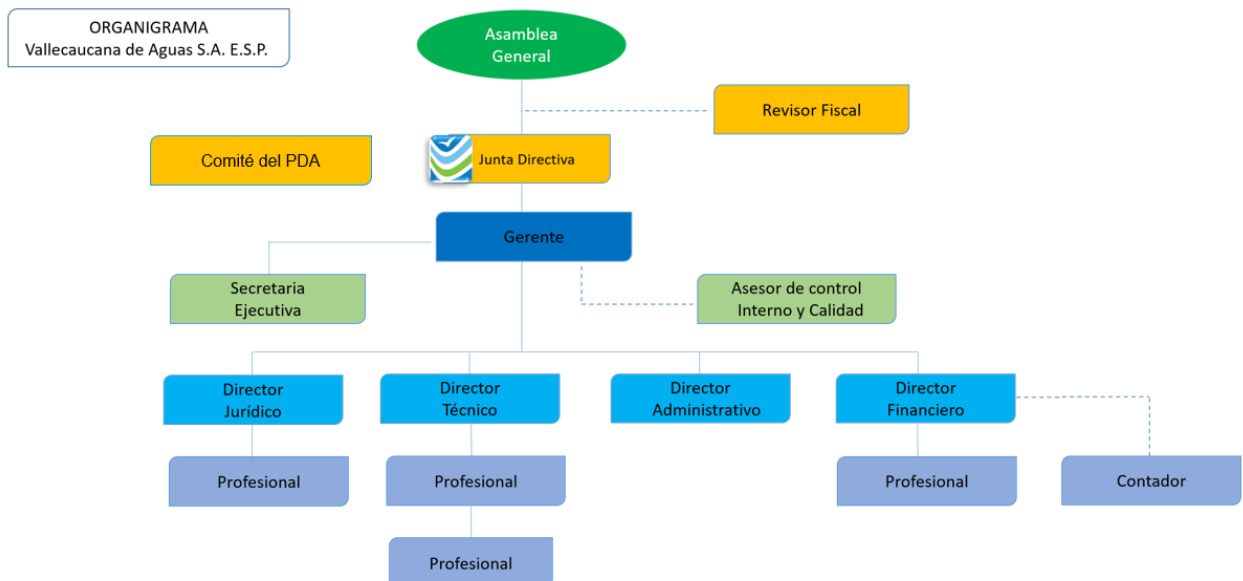 ORGANIGRAMA
Vallecaucana de Aguas S.A. E.S.P.
Asamblea
General
Revisor Fiscal
Comité del PDA
Junta Directiva
Gerente
Secretaria
Ejecutiva
Asesor de control
Interno y Calidad
Director
Jurídico
Director
Técnico
Director
Administrativo
Director
Financiero
Profesional
Profesional
Profesional
Contador
Profesional